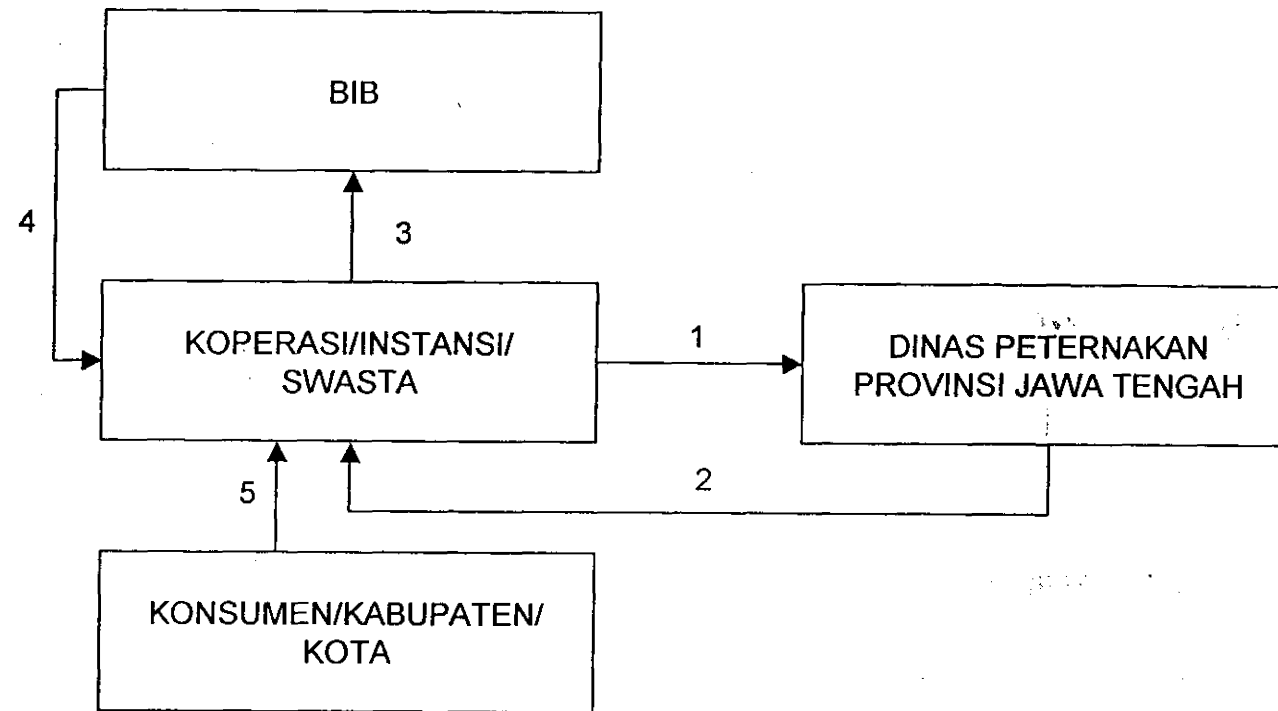 BIB
4
3
KOPERASI/INSTANSI/
SWASTA
1
DINAS PETERNAKAN
PROVINSI JAWA TENGAH
5
2
KONSUMEN/KABUPATEN/
KOTA